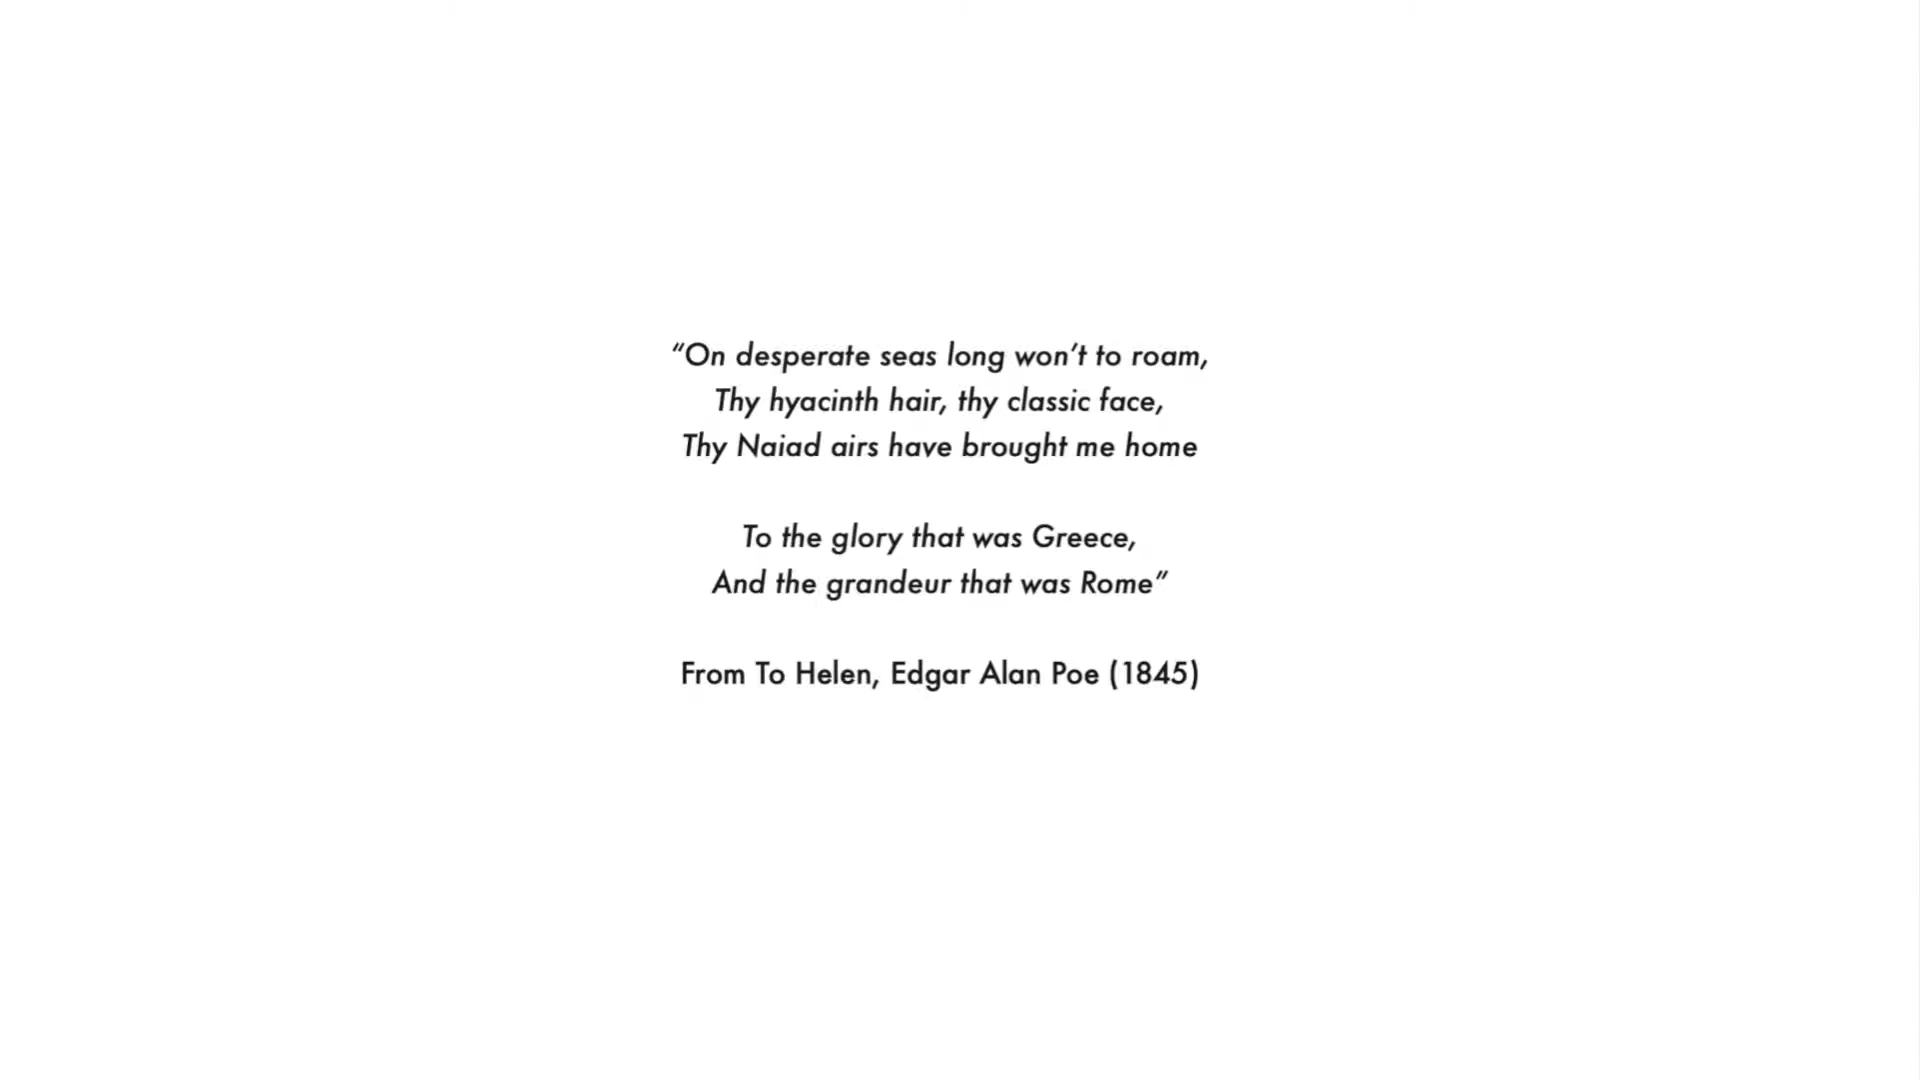 “On desperate seas long won’t to roam,
Thy hyacinth hair, thy classic face,
Thy Naiad airs have brought me home
To the glory that was Greece,
And the grandeur that was Rome”
From To Helen, Edgar Alan Poe (1845)